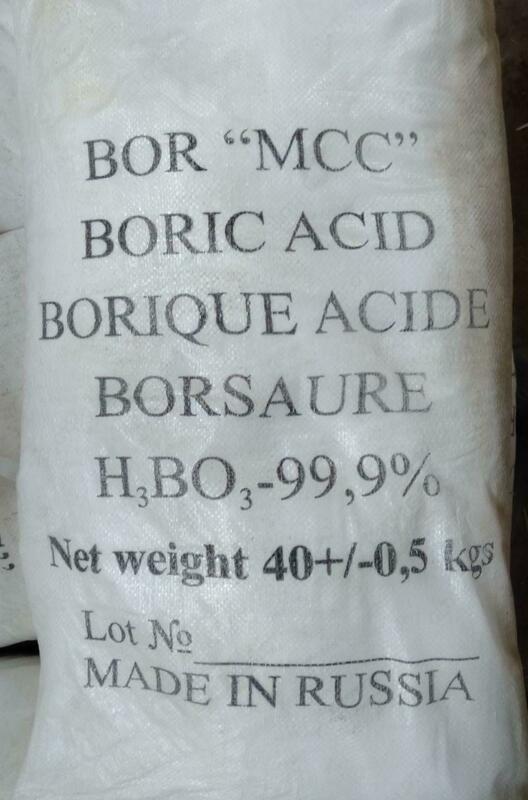 BOR “MCC”
BORIC ACID
BORIQUE ACIDE
BORSAURE
H₃BO₃-99,9%
Net weight 40+/-0,5 kgs
Lot №____________
MADE IN RUSSIA